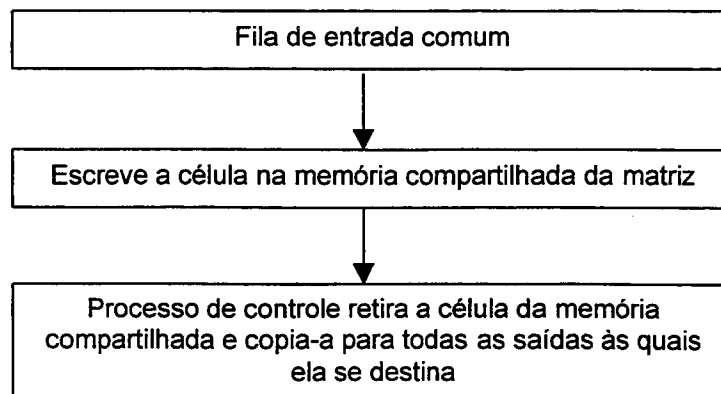 Fila de entrada comum
Escreve a célula na memória compartilhada da matriz
Processo de controle retira a célula da memória
compartilhada e copia-a para todas as saídas às quais
ela se destina